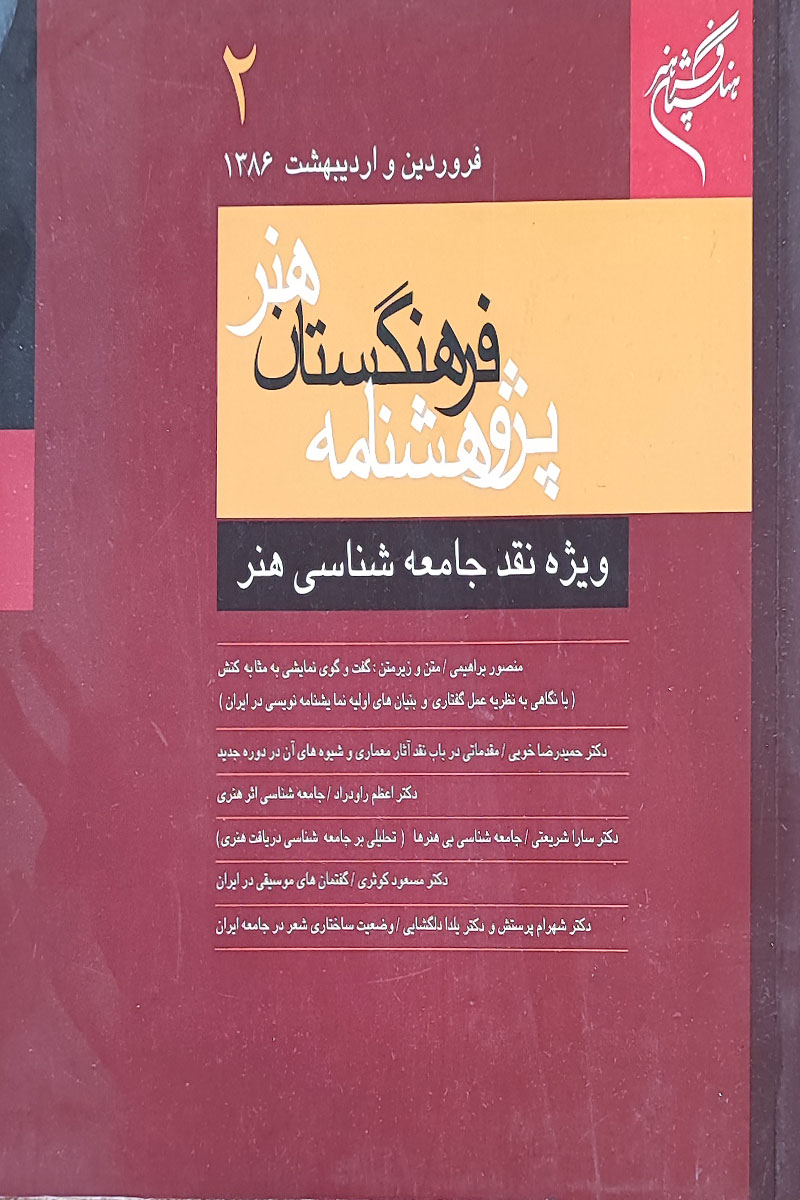 فرهنگستان هنر
۲
فروردین و اردیبهشت ۱۳۸۶
هنر
فرهنگستان
پژوهشنامه
ویژه نقد جامعه شناسی هنر
منصور براهیمی / متن و زیرمتن : گفت و گوی نمایشی به مثابه کنش
( با نگاهی به نظریه عمل گفتاری و بنیان های اولیه نمایشنامه نویسی در ایران )
دکتر حمیدرضا خویی / مقدماتی در باب نقد آثار معماری و شیوه های آن در دوره جدید
دکتر اعظم راودراد / جامعه شناسی اثر هنری
دکتر سارا شریعتی / جامعه شناسی بی هنرها ( تحلیلی بر جامعه شناسی دریافت هنری )
دکتر مسعود کوثری / گفتمان های موسیقی در ایران
دکتر شهرام پرستش و دکتر یلدا دلگشایی / وضعیت ساختاری شعر در جامعه ایران